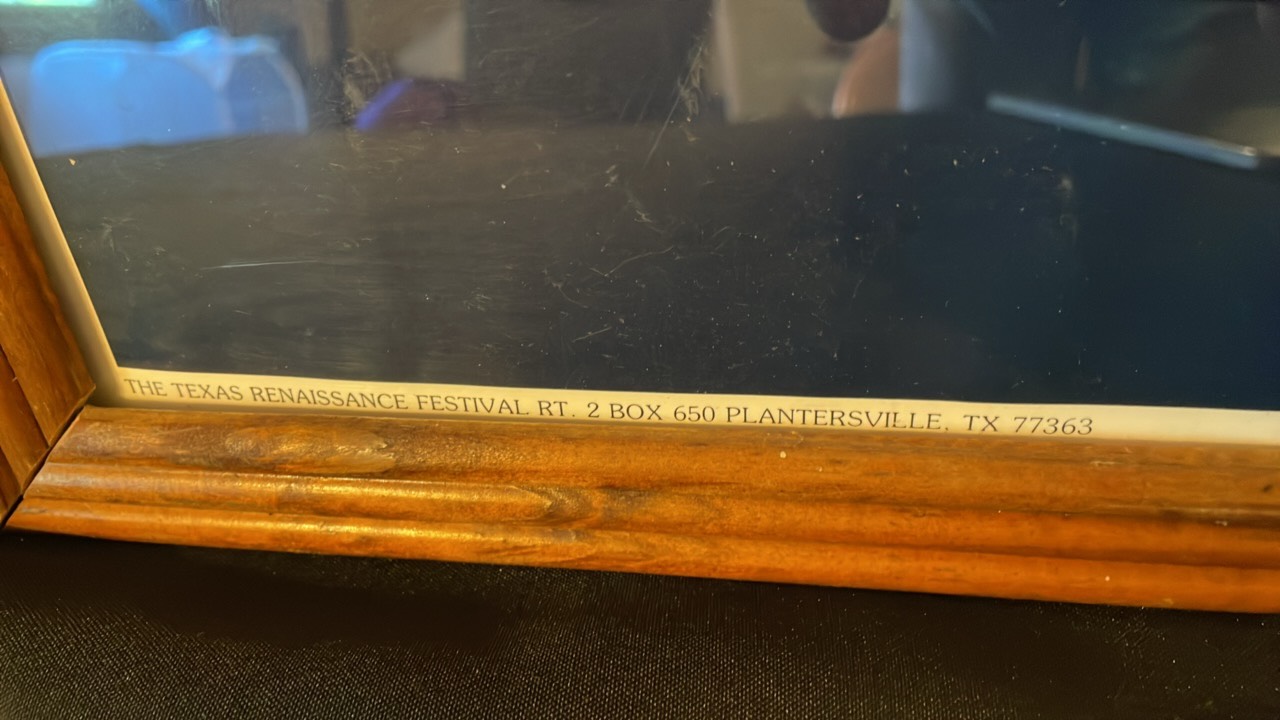 THE TEXAS RENAISSANCE FESTIVAL RT. 2 BOX 650 PLANTERSVILLE, TX 77363